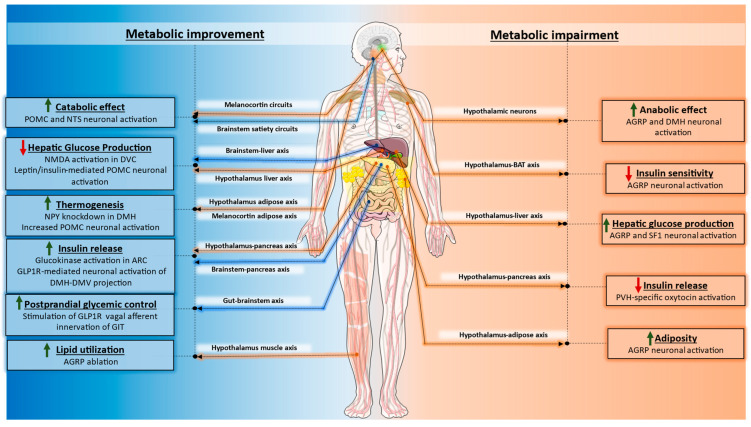 Metabolic improvement
Metabolic impairment
Catabolic effect
POMC and NTS neuronal activation
Hepatic Glucose Production
NMDA activation in DVC
Leptin/insulin-mediated POMC neuronal
activation
Thermogenesis
NPY knockdown in DMH
Increased POMC neuronal activation
Insulin release
Glucokinase activation in ARC
GLP1R-mediated neuronal activation of
DMH-DMV projection
Postprandial glycemic control
Stimulation of GLP1R vagal afferent
innervation of GIT
Lipid utilization
AGRP ablation
Melanocortin circuits
Brainstem satiety circuits
Brainstem-liver axis
Hypothalamus liver axis
Hypothalamus adipose axis
Melanocortin adipose axis
Hypothalamus-pancreas axis
Brainstem-pancreas axis
Gut-brainstem axis
Hypothalamus muscle axis
Hypothalamic neurons
Hypothalamus-BAT axis
Hypothalamus-liver axis
Hypothalamus-pancreas axis
Hypothalamus-adipose axis
Anabolic effect
AGRP and DMH neuronal
activation
Insulin sensitivity
AGRP neuronal activation
Hepatic glucose production
AGRP and SF1 neuronal activation
Insulin release
PVH-specific oxytocin activation
Adiposity
AGRP neuronal activation